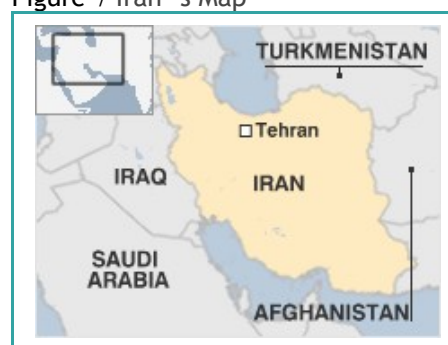 Figure 7 Iran's Map
TURKMENISTAN
Tehran
IRAQ
IRAN
SAUDI
ARABIA
AFGHANISTAN